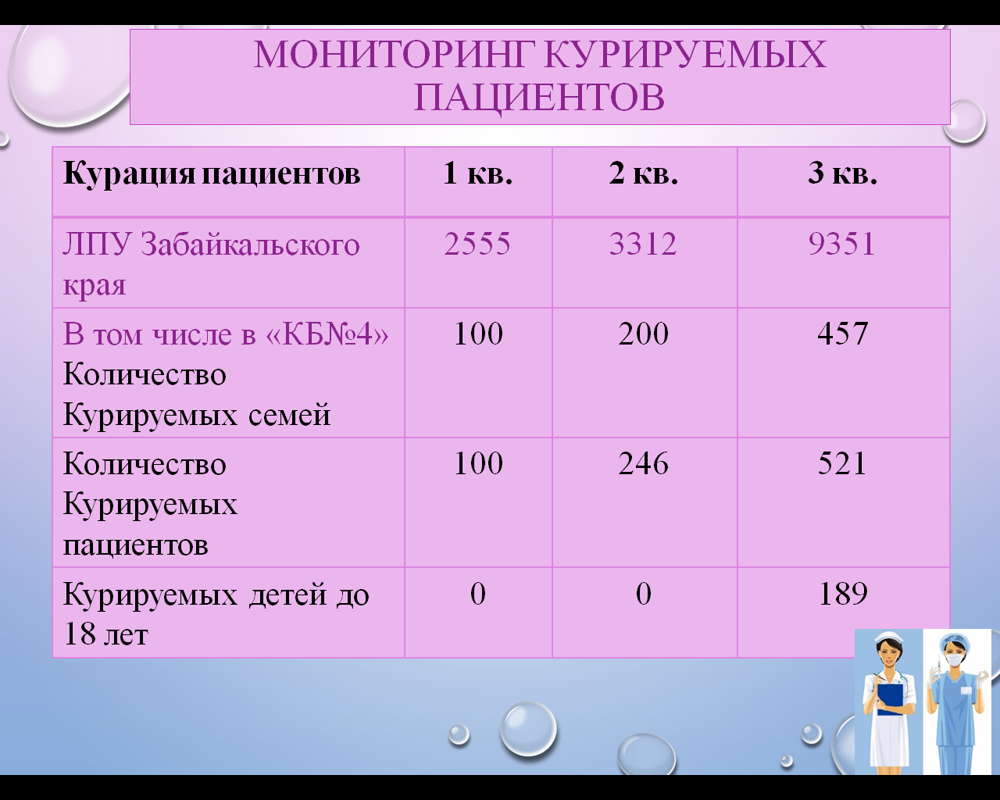 МОНИТОРИНГ КУРИРУЕМЫХ
ПАЦИЕНТОВ
Курация пациентов 1 кв. 2 кв. 3 кв.
ЛПУ Забайкальского 2555 3312 9351
края
В том числе в «КБ№4» 100 200 457
Количество
Курируемых семей
Количество 100 246 521
Курируемых
пациентов
Курируемых детей до 0 0 189
18 лет